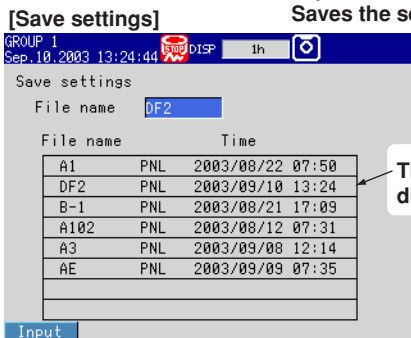 [Save settings]
Saves the se
GROUP 1
Sep.10.2003 13:24:44 STOP DISP 1h
Save settings
File name DF2
File name Time
A1 PNL 2003/08/22 07:50
DF2 PNL 2003/09/10 13:24
B-1 PNL 2003/08/21 17:09
A102 PNL 2003/08/12 07:31
A3 PNL 2003/09/08 12:14
AE PNL 2003/09/09 07:35
Input